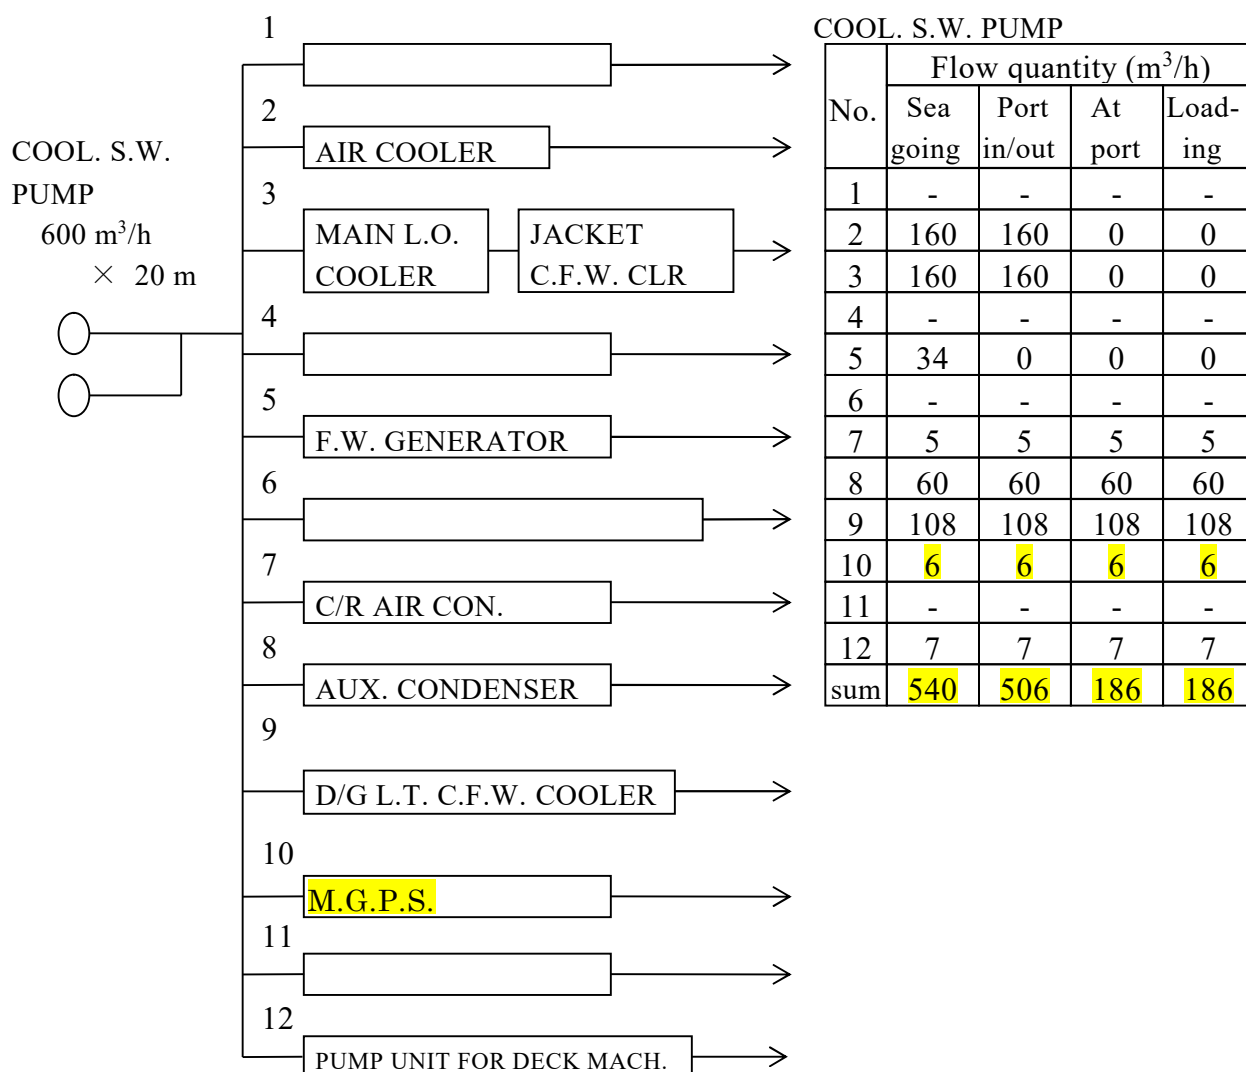 COOL. S.W.
PUMP
600 m³/h
× 20 m
1
2
AIR COOLER
3
MAIN L.O.
COOLER
JACKET
C.F.W. CLR
4
5
F.W. GENERATOR
6
7
C/R AIR CON.
8
AUX. CONDENSER
9
D/G L.T. C.F.W. COOLER
10
M.G.P.S.
11
12
PUMP UNIT FOR DECK MACH.
COOL. S.W. PUMP
Flow quantity (m³/h)
No. Sea going Port in/out At port Load-ing
1 - - - -
2 160 160 0 0
3 160 160 0 0
4 - - - -
5 34 0 0 0
6 - - - -
7 5 5 5 5
8 60 60 60 60
9 108 108 108 108
10 6 6 6 6
11 - - - -
12 7 7 7 7
sum 540 506 186 186